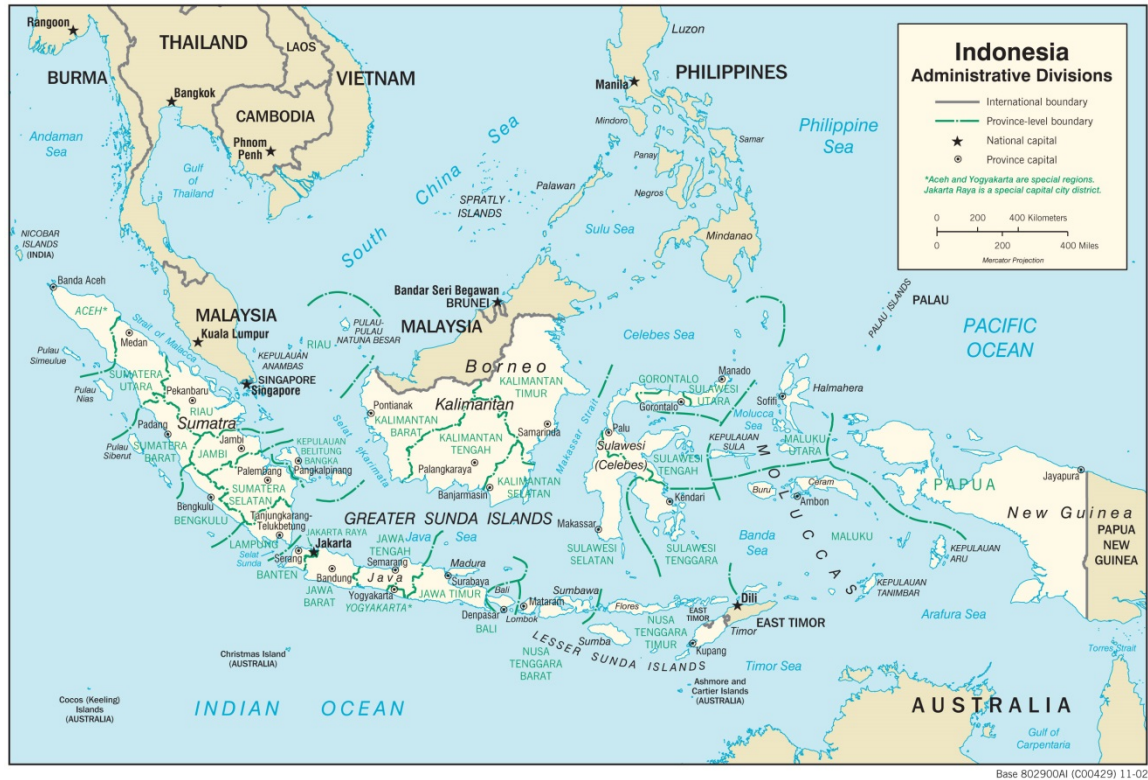 Rangoon
THAILAND
LAOS
BURMA
VIETNAM
Bangkok
CAMBODIA
Phnom
Penh
Andaman
Sea
Gulf
of
Thailand
NICOBAR
ISLANDS
(INDIA)
South China Sea
SPRATLY
ISLANDS
Luzon
PHILIPPINES
Manila
Mindoro
Samar
Panay
Palawan
Negros
Sulu Sea
Mindanao
Philippine
Sea
Indonesia
Administrative Divisions
International boundary
Province-level boundary
National capital
Province capital
*Aceh and Yogyakarta are special regions.
Jakarta Raya is a special capital city district.
0 200 400 Kilometers
0 200 400 Miles
Mercator Projection
PALAU ISLANDS
PALAU
PACIFIC
OCEAN
Banda Aceh
ACEH*
Strait of Malacca
Medan
MALAYSIA
Kuala Lumpur
Pulau
Simeulue
SUMATERA
UTARA
Pulau
Nias
Pekanbaru
RIAU
Sumatra
SINGAPORE
Singapore
KEPULAUAN
ANAMBAS
RIAU
PULAU-
PULAU
NATUNA BESAR
Bandar Seri Begawan
BRUNEI
MALAYSIA
Borneo
Celebes Sea
Padang
Pulau
Siberut
SUMATERA
BARAT
Jambi
JAMBI
Palembang
SUMATERA
SELATAN
KEPULAUAN
BELITUNG
BANGKA
Pangkalpinang
Selat Karimata
Bengkulu
BENGKULU
Tanjungkarang-
Telukbetung
LAMPUNG
Selat
Sunda
Pontianak
KALIMANTAN
BARAT
Kalimantan
KALIMANTAN
TIMUR
KALIMANTAN
TENGAH
Samarinda
Palangkaraya
Banjarmasin
KALIMANTAN
SELATAN
Makassar Strait
GORONTALO
Gorontalo
Manado
SULAWESI
UTARA
Palu
Sulawesi
(Celebes)
SULAWESI
TENGAH
Kendari
Makassar
SULAWESI
SELATAN
SULAWESI
TENGGARA
Molucca
Sea
KEPULAUAN
SULA
Sofifi
Halmahera
MALUKU
UTARA
MOLUCCAS
Buru
Ceram
Ambon
Banda
Sea
MALUKU
PAPUA
Jayapura
New Guinea
PAPUA
NEW
GUINEA
KEPULAUAN
ARU
KEPULAUAN
TANIMBAR
Arafura Sea
GREATER SUNDA ISLANDS
Java
Sea
JAKARTA RAYA
Jakarta
Serang
BANTEN
Bandung
JAWA
BARAT
JAWA
TENGAH
Semarang
Java
Yogyakarta
YOGYAKARTA*
Madura
Surabaya
JAWA TIMUR
Bali
Denpasar
BALI
Mataram
Lombok
Sumbawa
NUSA
TENGGARA
BARAT
Flores
Sumba
NUSA
TENGGARA
TIMUR
LESSER SUNDA ISLANDS
Dili
EAST
TIMOR
EAST TIMOR
Timor
Kupang
Timor Sea
Ashmore and
Cartier Islands
(AUSTRALIA)
Christmas Island
(AUSTRALIA)
Cocos (Keeling)
Islands
(AUSTRALIA)
INDIAN OCEAN
AUSTRALIA
Gulf of
Carpentaria
Torres Strait
Base 802900AI (C00429) 11-02